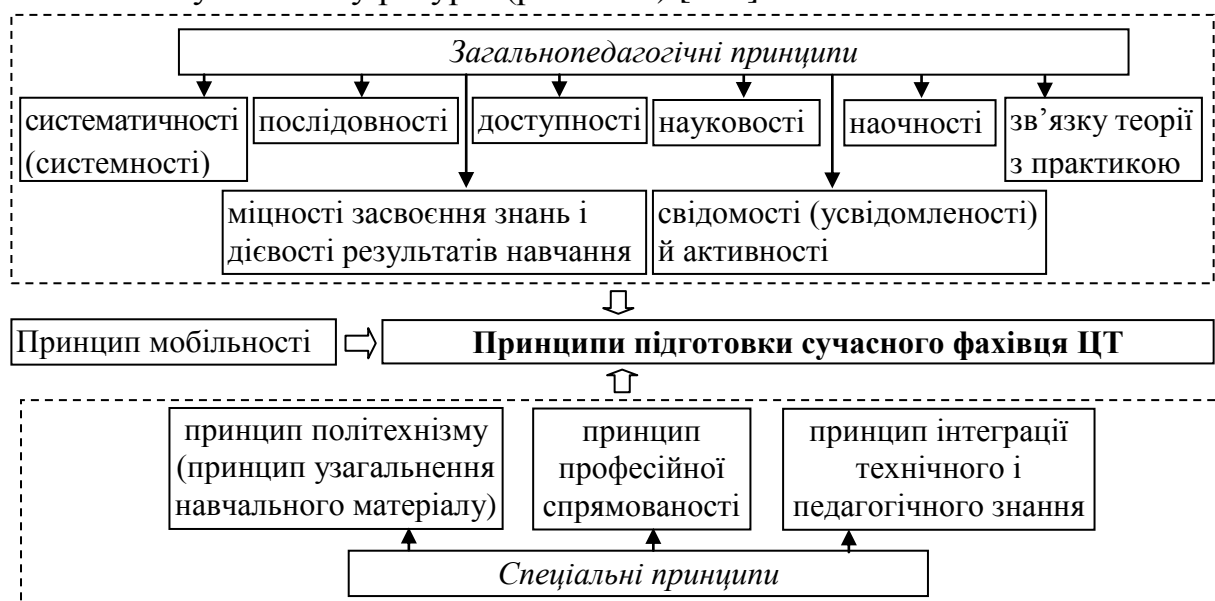 Загальнопедагогічні принципи
систематичності
(системності)
послідовності
доступності
науковості
наочності
зв’язку теорії
з практикою
міцності засвоєння знань і
дієвості результатів навчання
свідомості (усвідомленості)
й активності
Принцип мобільності
Принципи підготовки сучасного фахівця ЦТ
принцип політехнізму
(принцип узагальнення
навчального матеріалу)
принцип
професійної
спрямованості
принцип інтеграції
технічного і
педагогічного знання
Спеціальні принципи